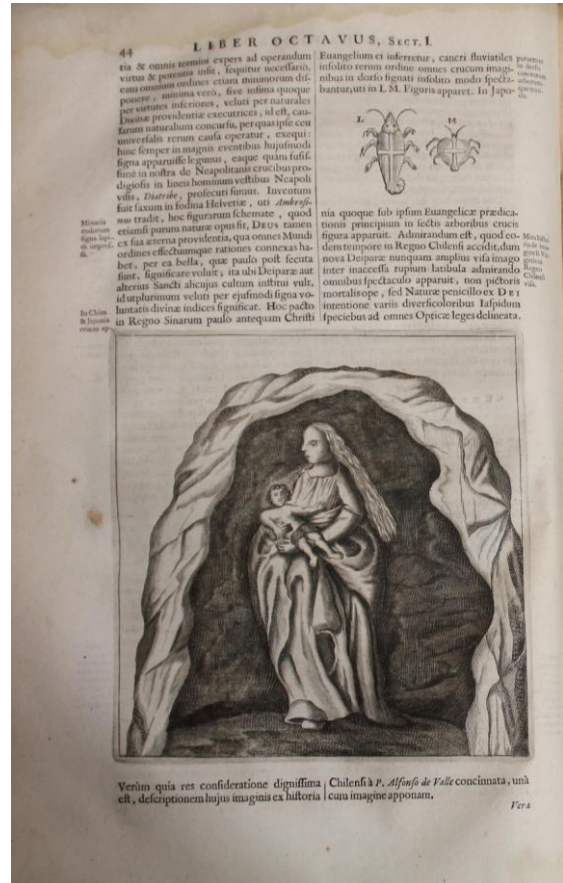 44
LIBER OCTAVUS, SECT. I.
tia & omnis termini expers ad operandum
virtus & potentia inſit, ſequitur neceſſariò,
eam omnium ordines etiam minimorum diſ-
ponere, minima verò, ſive infima quoque
per virtutes inferiores, veluti per naturales
Divinæ providentiæ executrices, id eſt, cau-
ſarum naturalium concurſu, per quas ipſe ceu
univerſalis rerum cauſa operatur, exequi:
hinc ſemper in magnis eventibus hujuſmodi
ſigna apparuiſſe legimus, eaque quàm fuſiſ-
ſimè in noſtra de Neapolitanis crucibus pro-
digioſis in lineis hominum veſtibus Neapoli
viſis, Diatribe, proſecuti ſumus. Inventum
fuit ſaxum in fodina Helvetiæ, uti Ambroſi-
nus tradit, hoc figurarum ſchemate, quod
etiamſi purum naturæ opus ſit, DEUS tamen
ex ſua æterna providentia, qua omnes Mundi
ordines effectuumque rationes connexas ha-
bet, per ea bella, quæ paulò poſt ſecuta
ſunt, ſignificare voluit; ita ubi Deiparæ aut
alterius Sancti alicujus cultum inſtitui vult,
id utplurimum veluti per ejuſmodi ſigna vo-
luntatis divinæ indices ſignificat. Hoc pacto
in Regno Sinarum paulo antequam Chriſti
In China
& Japonia
crucis ap-
Euangelium ei inferretur, cancri fluviatiles
inſolito rerum ordine omnes crucum imagi-
nibus in dorſo ſignati inſolito modo ſpecta-
bantur, uti in L M. Figuris apparet. In Japo-
L
M
nia quoque ſub ipſum Euangelicæ prædica-
tionis principium in ſectis arboribus crucis
figura apparuit. Admirandum eſt, quod eo-
dem tempore in Regno Chilenſi accidit, dum
nova Deiparæ nunquam ampliùs viſa imago
inter inacceſſa rupium latibula admirando
omnibus ſpectaculo apparuit, non pictoris
mortalis ope, ſed Naturæ penicillo ex DEI
intentione variis diverſicoloribus Iaſpidum
ſpeciebus ad omnes Opticæ leges delineata.
Verùm quia res conſideratione digniſſima
eſt, deſcriptionem hujus imaginis ex hiſtoria
Chilenſi à P. Alfonſo de Valle concinnata, unà
cum imagine apponam.
Vera